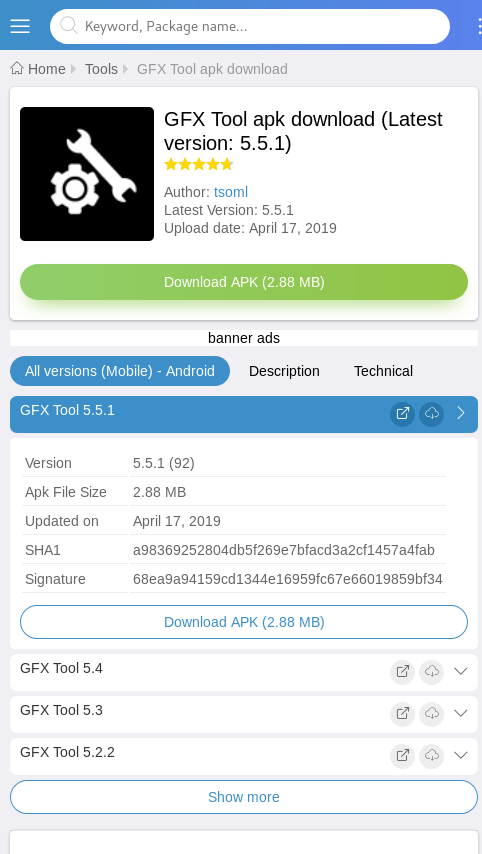 Keyword, Package name...
Home Tools GFX Tool apk download
GFX Tool apk download (Latest
version: 5.5.1)
Author: tsoml
Latest Version: 5.5.1
Upload date: April 17, 2019
Download APK (2.88 MB)
banner ads
All versions (Mobile) - Android Description Technical
GFX Tool 5.5.1
Version 5.5.1 (92)
Apk File Size 2.88 MB
Updated on April 17, 2019
SHA1 a98369252804db5f269e7bfacd3a2cf1457a4fab
Signature 68ea9a94159cd1344e16959fc67e66019859bf34
Download APK (2.88 MB)
GFX Tool 5.4
GFX Tool 5.3
GFX Tool 5.2.2
Show more